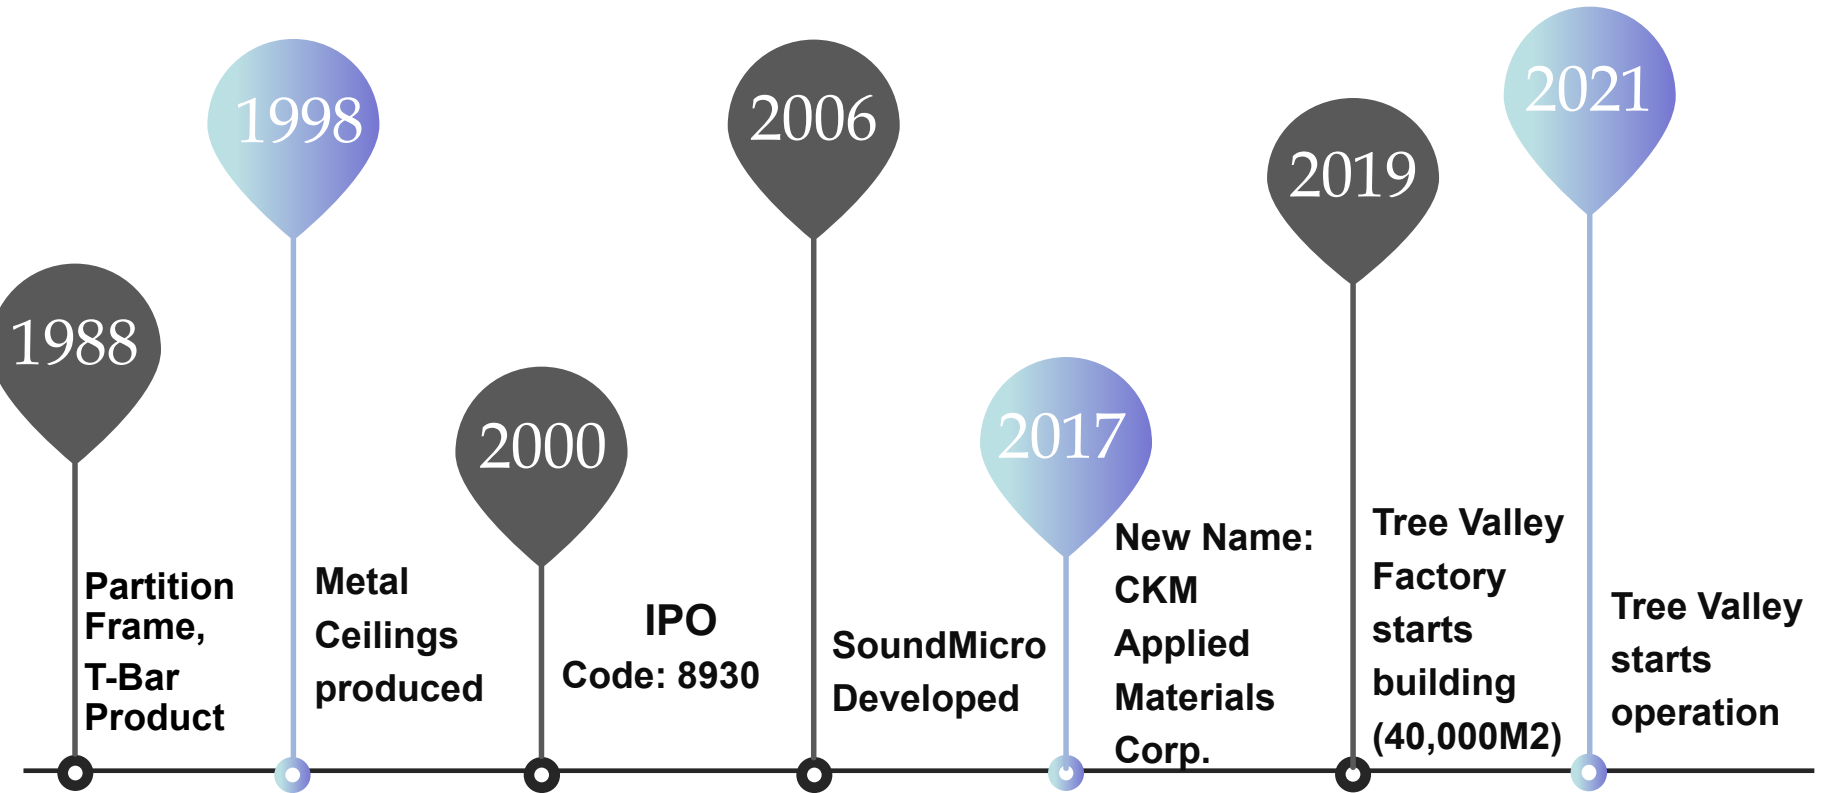 1988
Partition
Frame,
T-Bar
Product
1998
Metal
Ceilings
produced
2000
IPO
Code: 8930
2006
SoundMicro
Developed
2017
New Name:
CKM
Applied
Materials
Corp.
2019
Tree Valley
Factory
starts
building
(40,000M2)
2021
Tree Valley
starts
operation